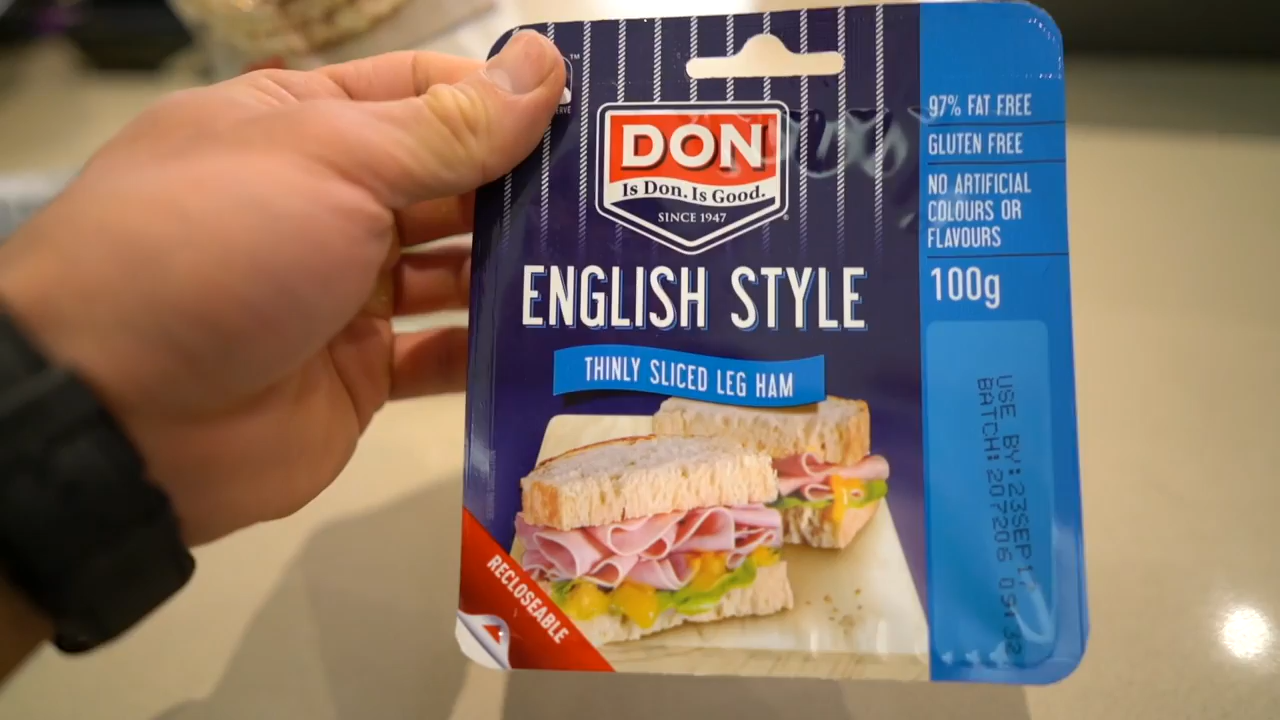 DON
Is Don. Is Good.
SINCE 1947
ENGLISH STYLE
THINLY SLICED LEG HAM
RECLOSEABLE
97% FAT FREE
GLUTEN FREE
NO ARTIFICIAL
COLOURS OR
FLAVOURS
100g
USE BY: 23SEP
BATCH: 207206